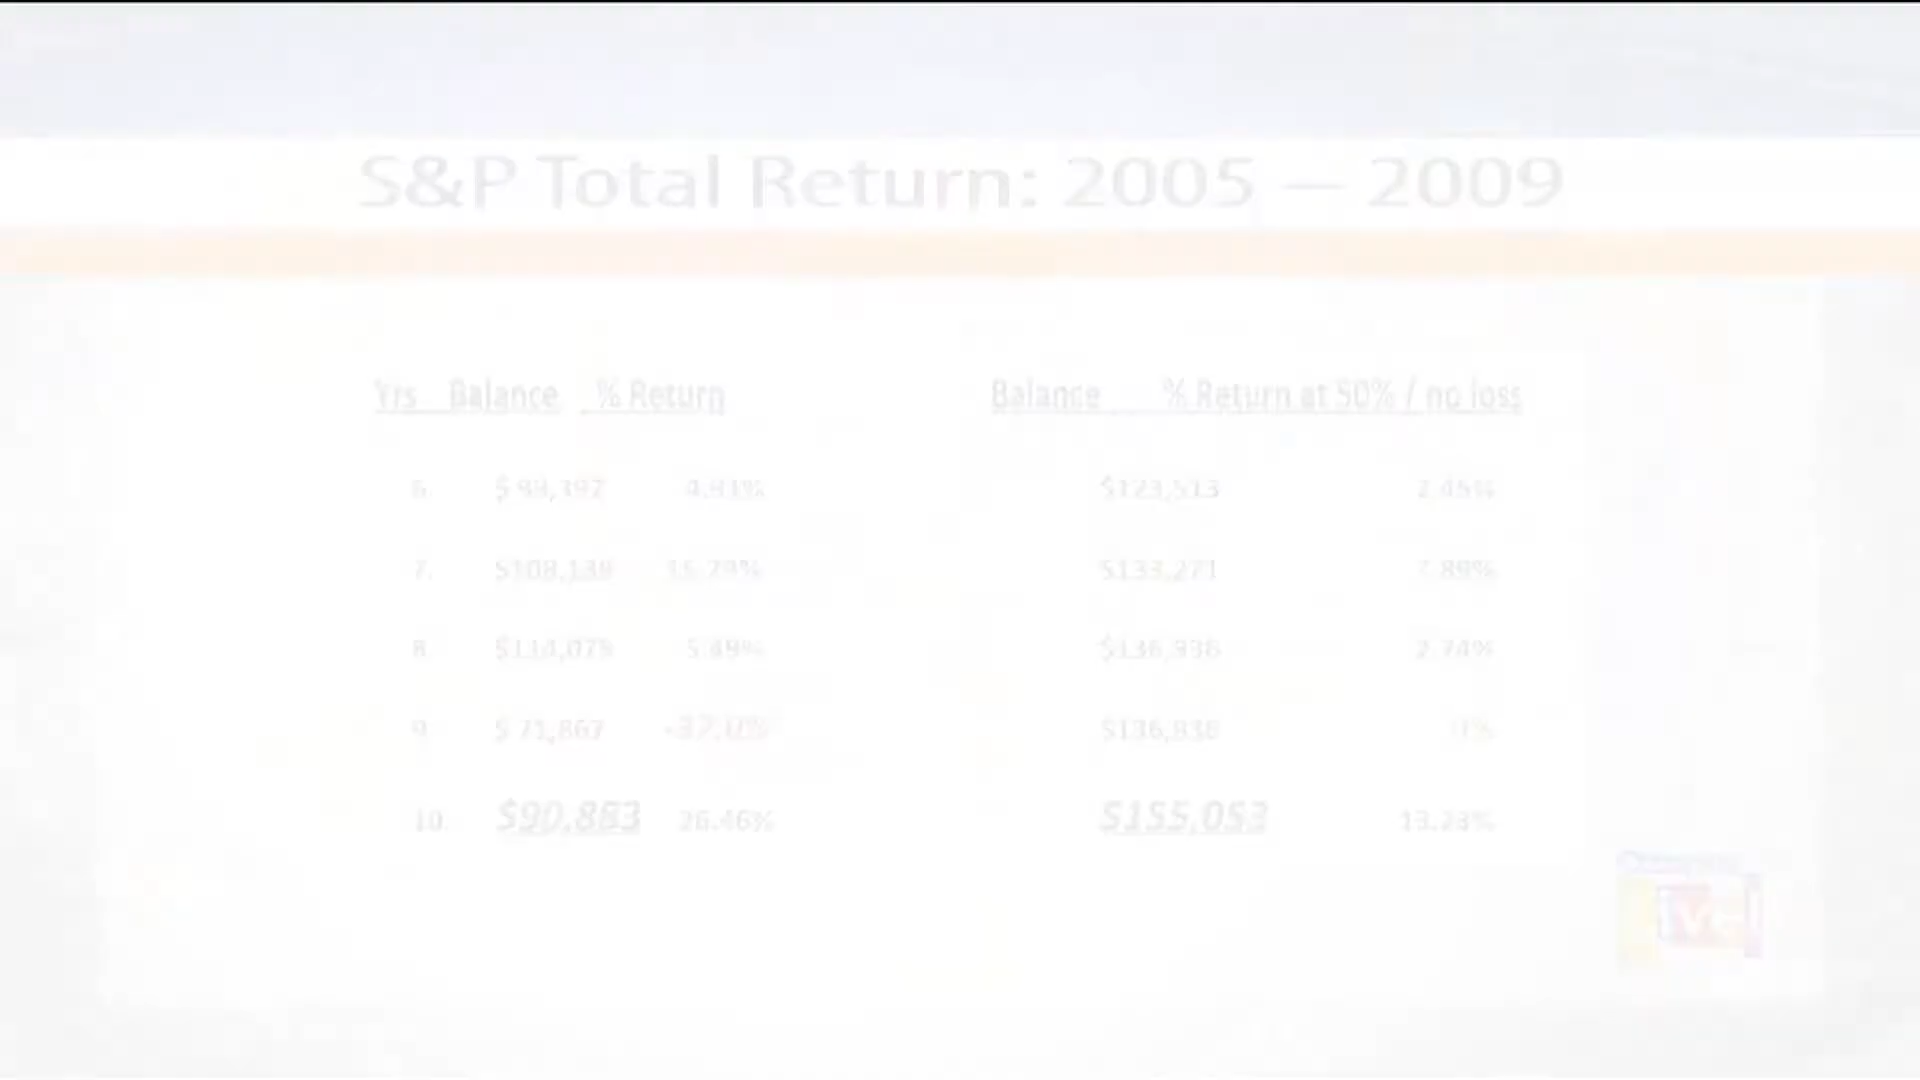 S&P Total Return: 2005 – 2009
Yrs Balance % Return Balance % Return at 50% / no loss
6. $ 93,397 4.91% $123,513 2.45%
7. $108,138 15.79% $133,271 7.89%
8. $114,075 5.49% $136,936 2.74%
9. $ 71,867 -37.0% $136,936 0%
10. $90,883 26.46% $155,053 13.23%